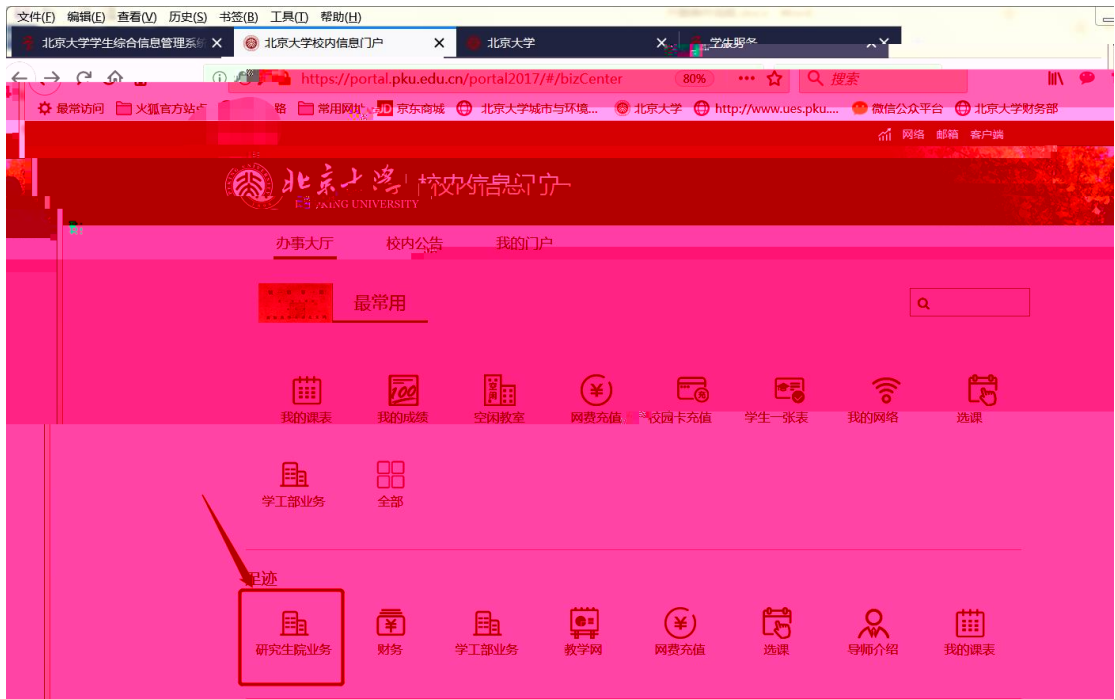 文件(F) 编辑(E) 查看(V) 历史(S) 书签(B) 工具(T) 帮助(H)
北京大学学生综合信息管理系统 北京大学校内信息门户 北京大学
https://portal.pku.edu.cn/portal2017/#/bizCenter 80% 搜索
最常访问 火狐官方站点 常用网址 JD 京东商城 北京大学城市与环境... 北京大学 http://www.ues.pku.... 微信公众平台 北京大学财务部
网络 邮箱 客户端
北京大学 校内信息门户
UNIVERSITY
办事大厅 校内公告 我的门户
最常用
我的课表 我的成绩 空闲教室 网费充值 校园卡充值 学生一张表 我的网络 选课
学工部业务 全部
足迹
研究生院业务 财务 学工部业务 教学网 网费充值 选课 导师介绍 我的课表